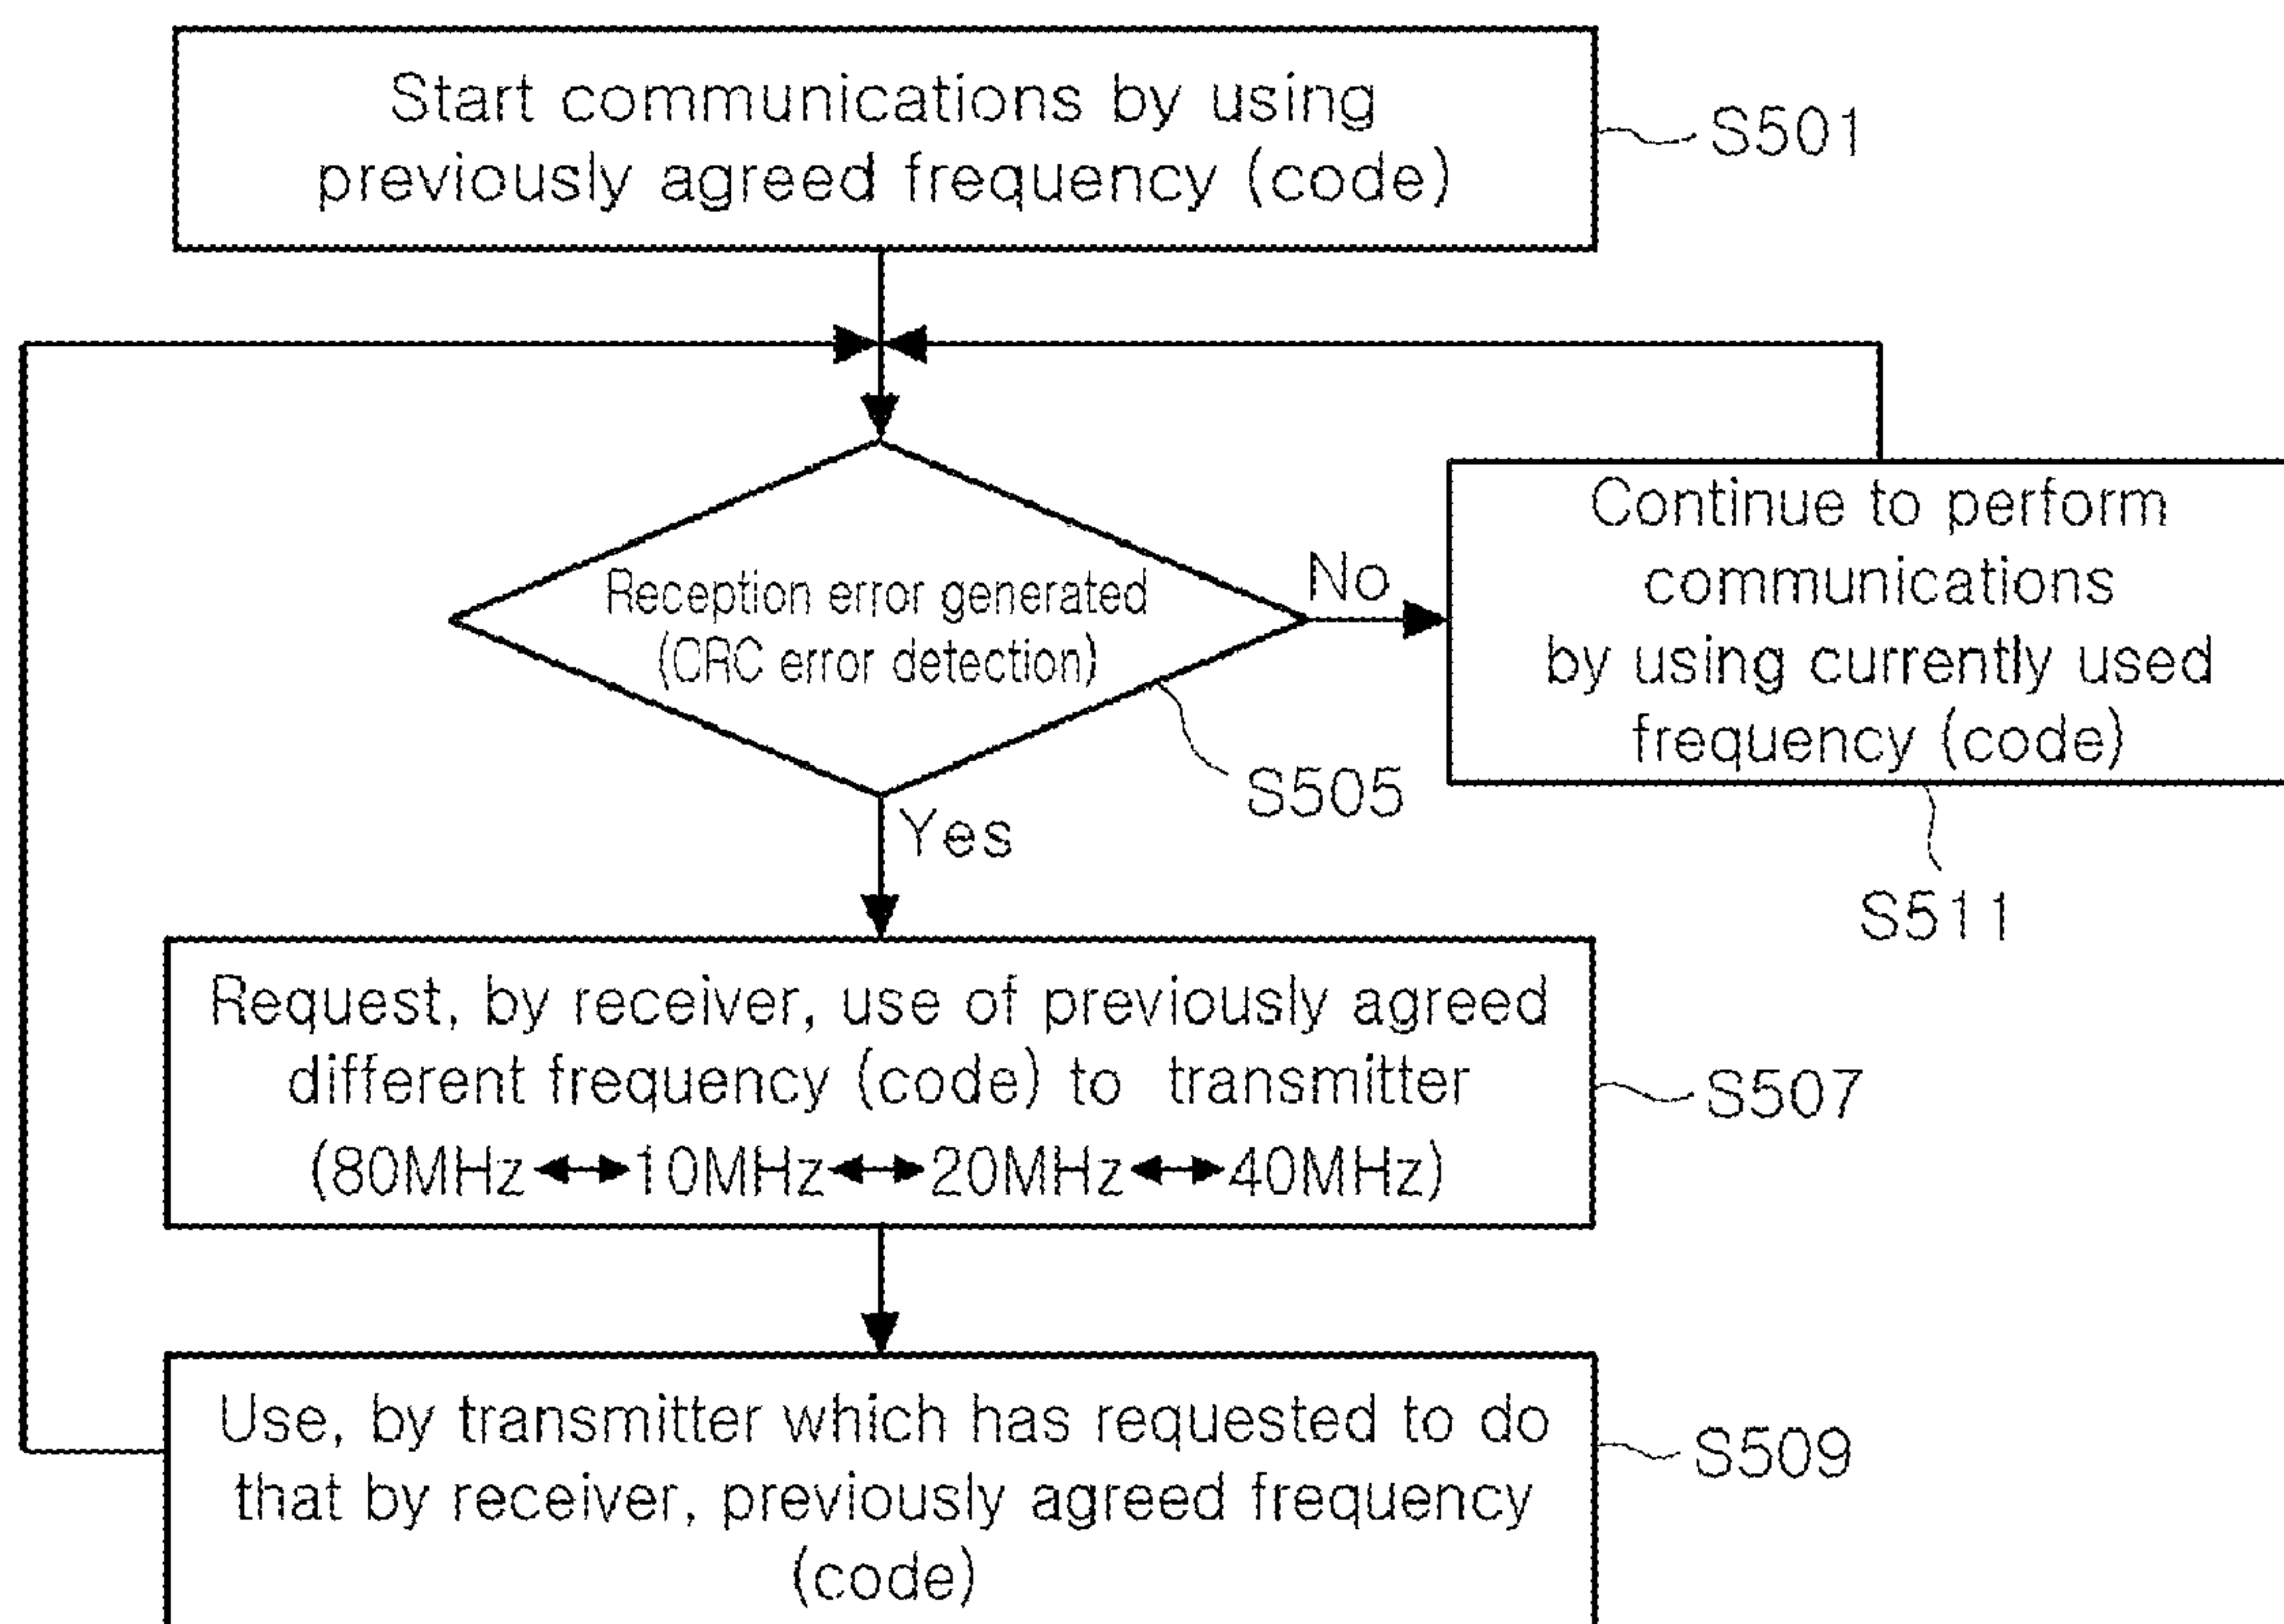 Start communications by using
previously agreed frequency (code)
S501
Reception error generated
(CRC error detection)
No
S505
Yes
Continue to perform
communications
by using currently used
frequency (code)
S511
Request, by receiver, use of previously agreed
different frequency (code) to transmitter
(80MHz↔10MHz↔20MHz↔40MHz)
S507
Use, by transmitter which has requested to do
that by receiver, previously agreed frequency
(code)
S509